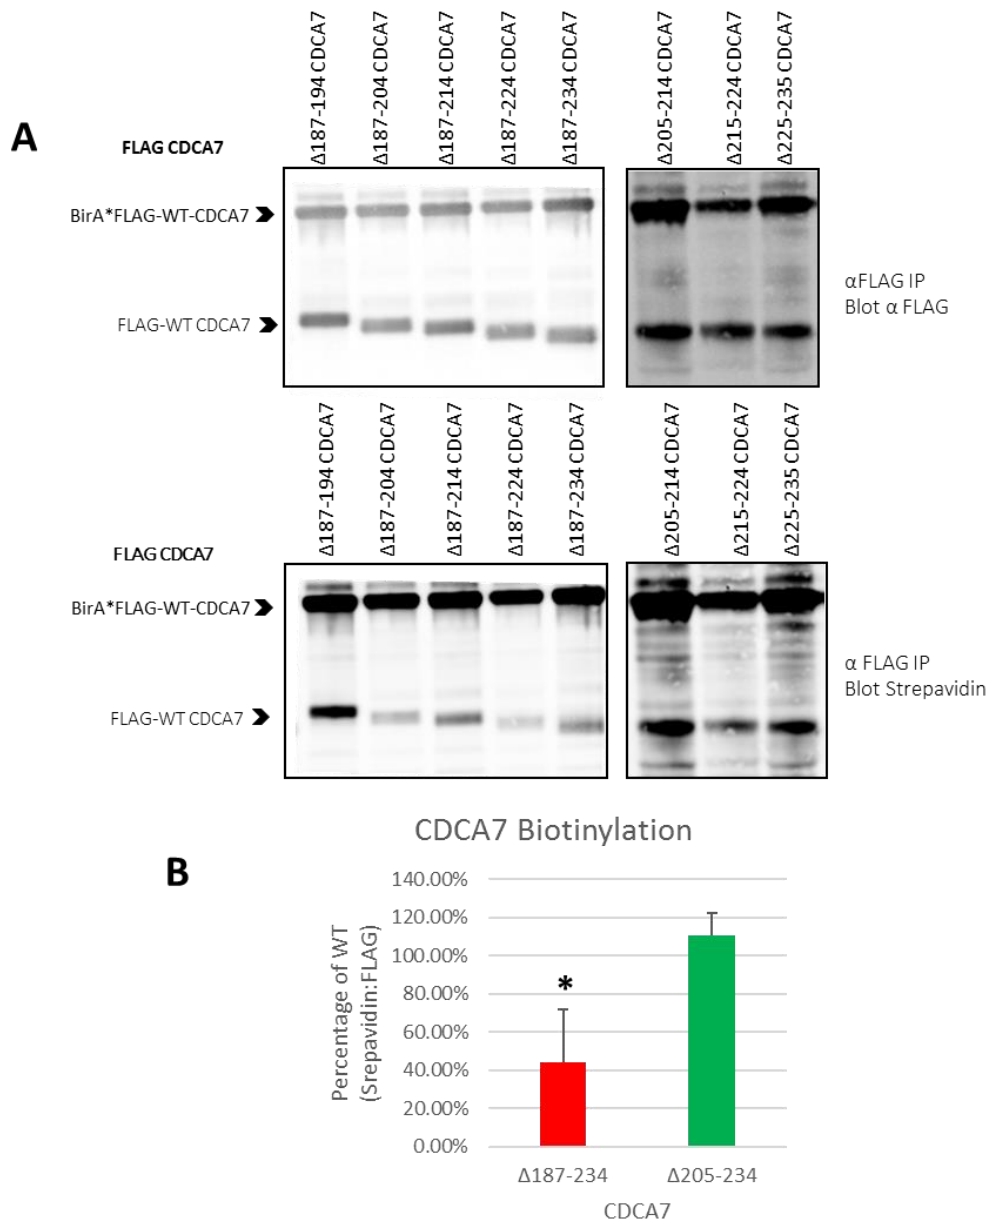 A
FLAG CDCA7
Δ187-194 CDCA7
Δ187-204 CDCA7
Δ187-214 CDCA7
Δ187-224 CDCA7
Δ187-234 CDCA7
Δ205-214 CDCA7
Δ215-224 CDCA7
Δ225-235 CDCA7
BirA*FLAG-WT-CDCA7
FLAG-WT CDCA7
αFLAG IP
Blot α FLAG
FLAG CDCA7
Δ187-194 CDCA7
Δ187-204 CDCA7
Δ187-214 CDCA7
Δ187-224 CDCA7
Δ187-234 CDCA7
Δ205-214 CDCA7
Δ215-224 CDCA7
Δ225-235 CDCA7
BirA*FLAG-WT-CDCA7
FLAG-WT CDCA7
α FLAG IP
Blot Strepavidin
B
CDCA7 Biotinylation
Percentage of WT
(Srepavidin:FLAG)
140.00%
120.00%
100.00%
80.00%
60.00%
40.00%
20.00%
0.00%
*
Δ187-234
Δ205-234
CDCA7